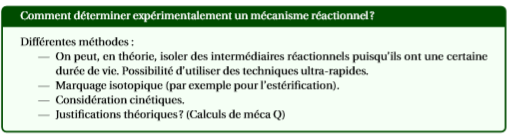 Comment déterminer expérimentalement un mécanisme réactionnel?
Différentes méthodes :
— On peut, en théorie, isoler des intermédiaires réactionnels puisqu'ils ont une certaine
durée de vie. Possibilité d'utiliser des techniques ultra-rapides.
— Marquage isotopique (par exemple pour l'estérification).
— Considération cinétiques.
— Justifications théoriques? (Calculs de méca Q)